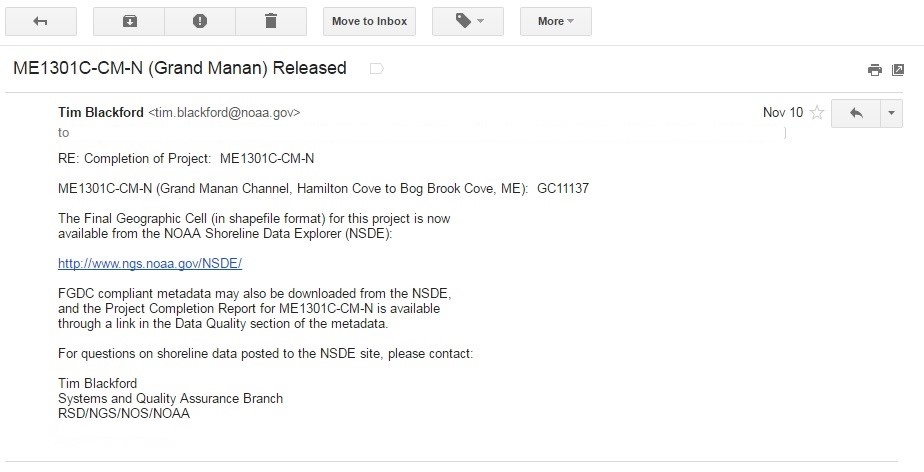 Move to Inbox
More
ME1301C-CM-N (Grand Manan) Released
Tim Blackford <tim.blackford@noaa.gov>
Nov 10
to
RE: Completion of Project:  ME1301C-CM-N
ME1301C-CM-N (Grand Manan Channel, Hamilton Cove to Bog Brook Cove, ME):  GC11137
The Final Geographic Cell (in shapefile format) for this project is now
available from the NOAA Shoreline Data Explorer (NSDE):
http://www.ngs.noaa.gov/NSDE/
FGDC compliant metadata may also be downloaded from the NSDE,
and the Project Completion Report for ME1301C-CM-N is available
through a link in the Data Quality section of the metadata.
For questions on shoreline data posted to the NSDE site, please contact:
Tim Blackford
Systems and Quality Assurance Branch
RSD/NGS/NOS/NOAA